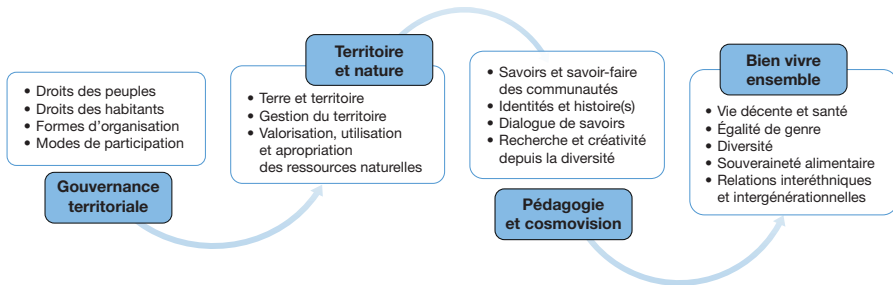 • Droits des peuples
• Droits des habitants
• Formes d'organisation
• Modes de participation
Gouvernance
territoriale
Territoire
et nature
• Terre et territoire
• Gestion du territoire
• Valorisation, utilisation
et apropriation
des ressources naturelles
• Savoirs et savoir-faire
des communautés
• Identités et histoire(s)
• Dialogue de savoirs
• Recherche et créativité
depuis la diversité
Pédagogie
et cosmovision
Bien vivre
ensemble
• Vie décente et santé
• Égalité de genre
• Diversité
• Souveraineté alimentaire
• Relations interéthniques
et intergénérationnelles